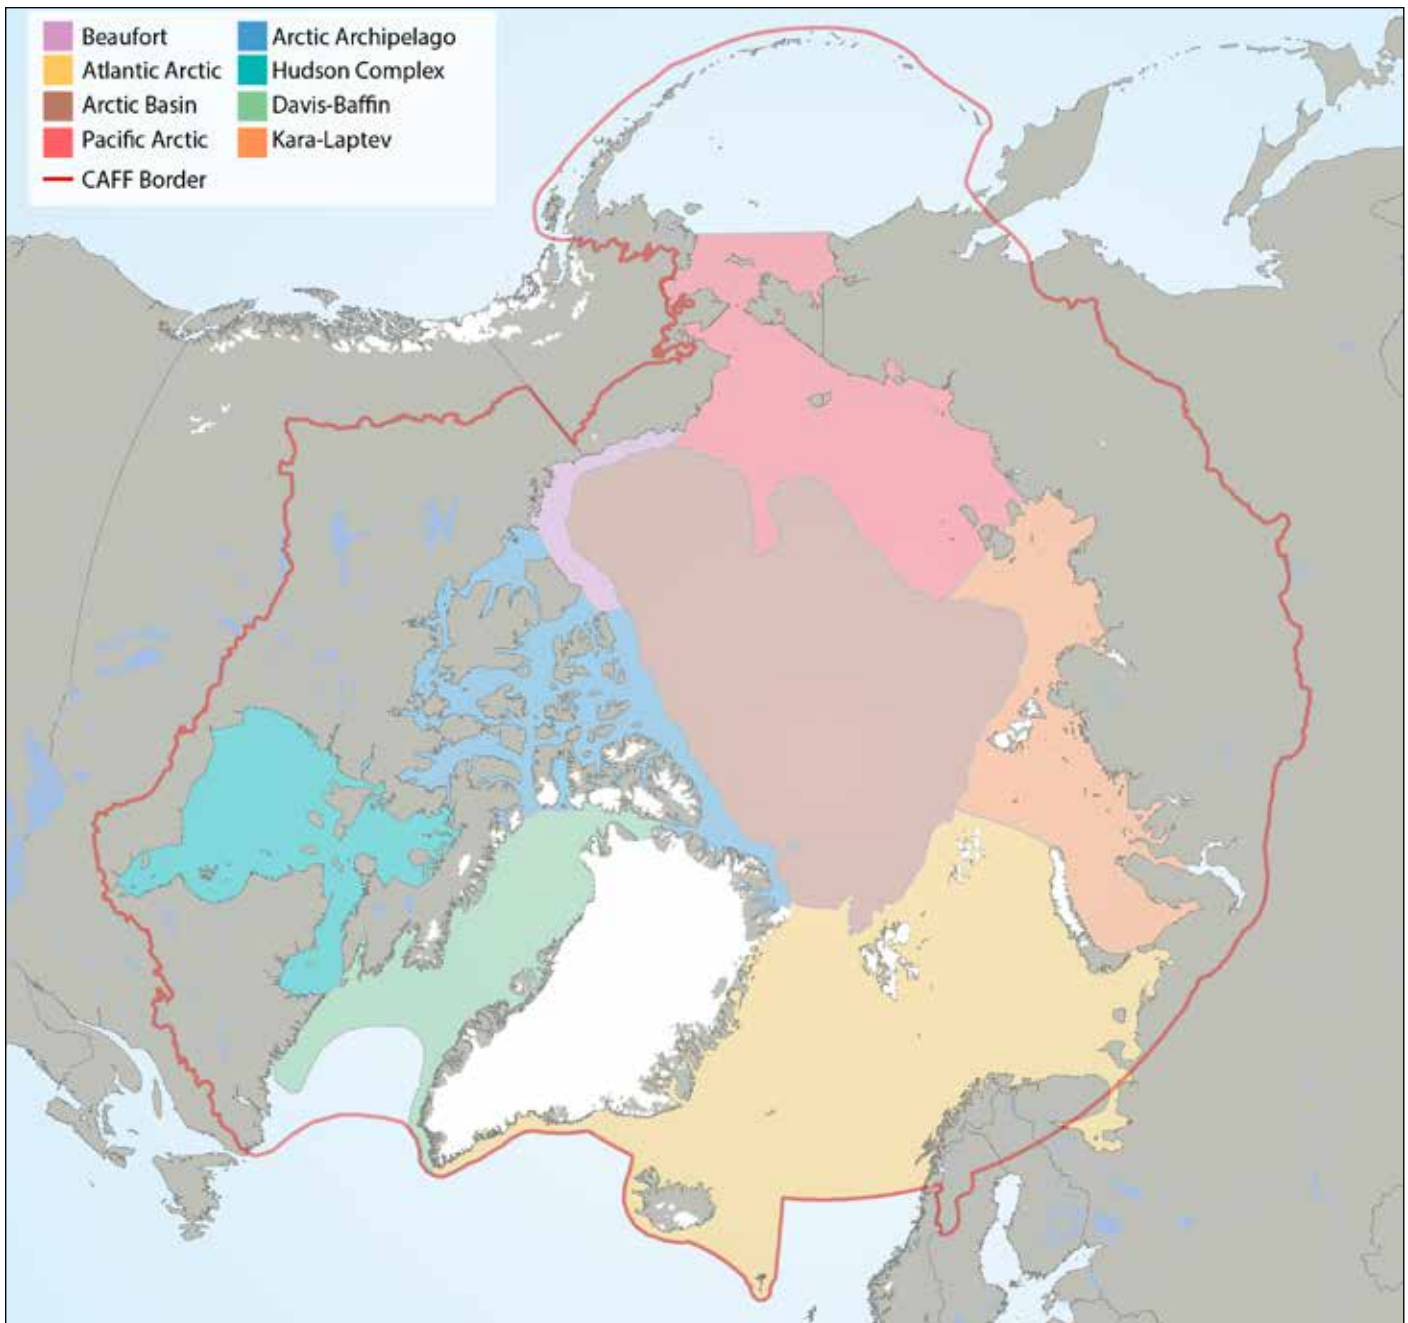 Beaufort
Atlantic Arctic
Arctic Basin
Pacific Arctic
CAFF Border
Arctic Archipelago
Hudson Complex
Davis-Baffin
Kara-Laptev